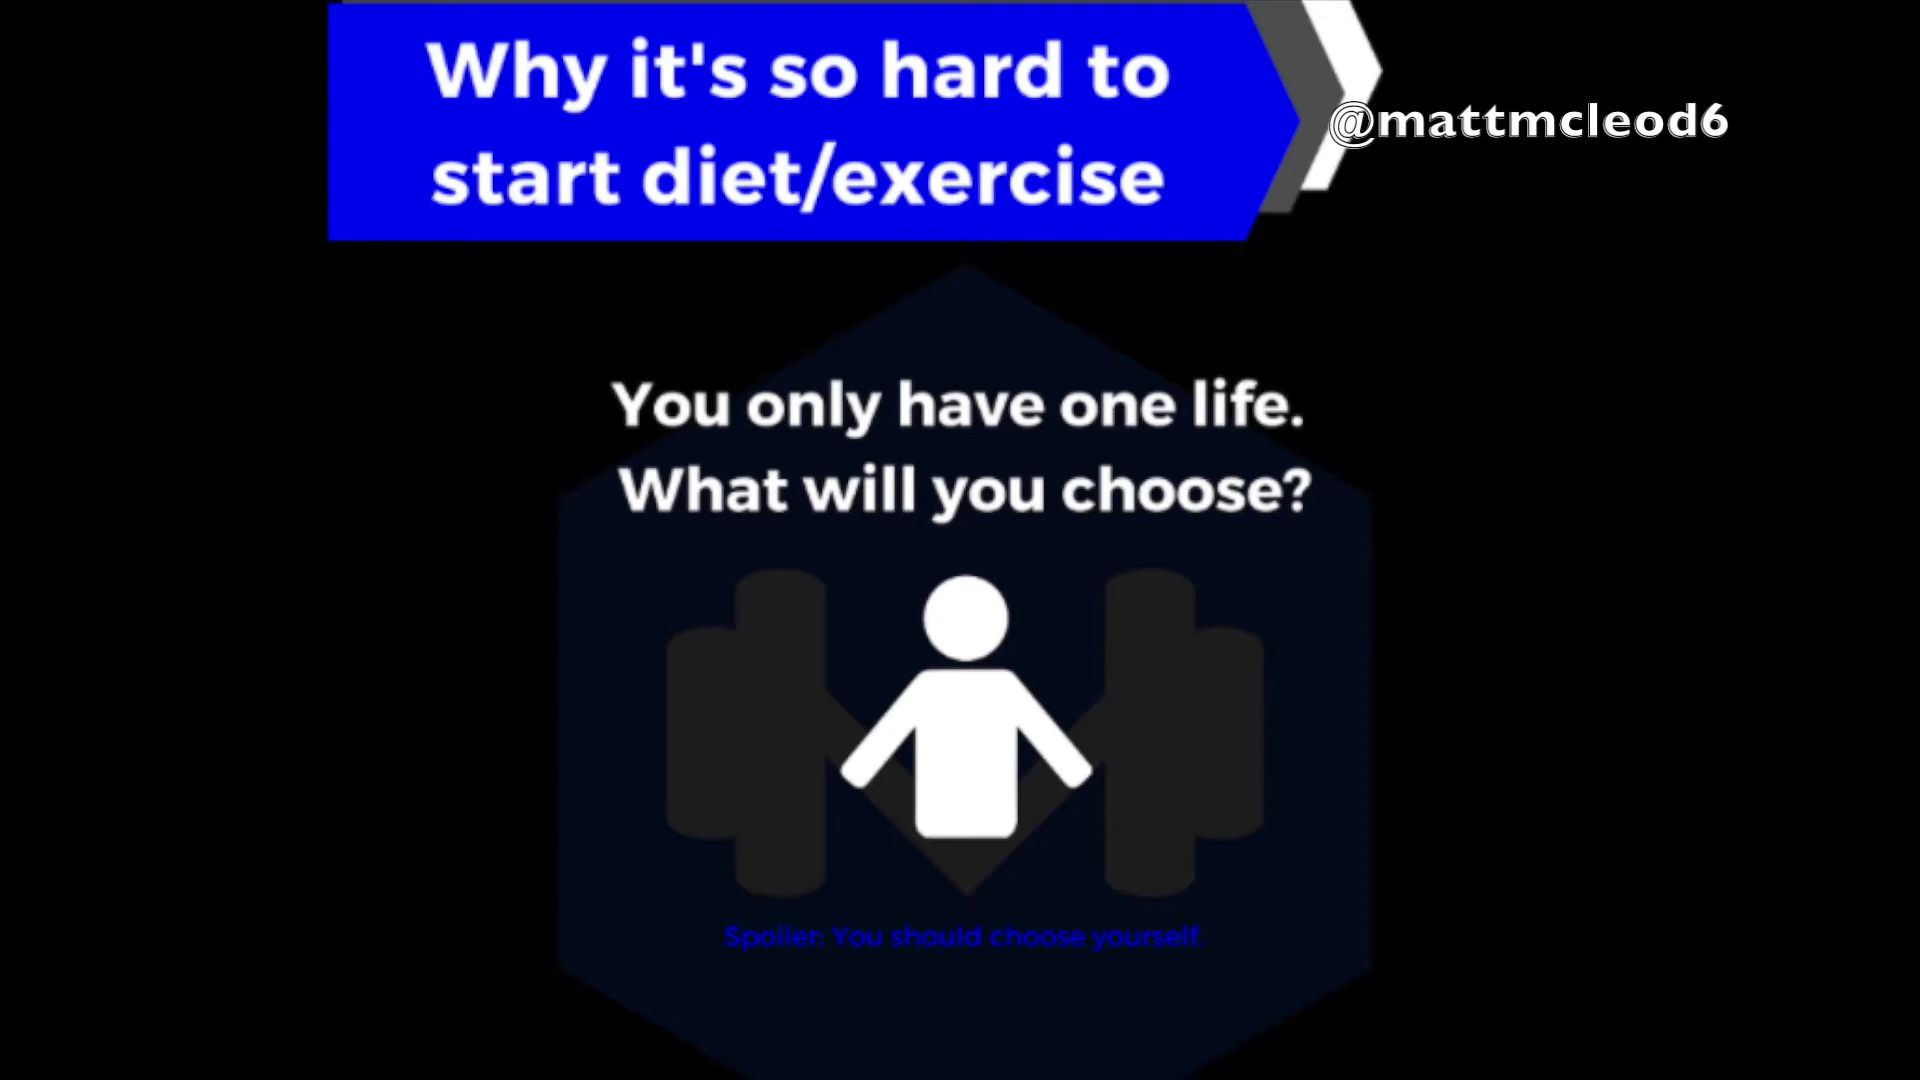 Why it's so hard to
start diet/exercise
@mattmcleod6
You only have one life.
What will you choose?
Spoiler: You should choose yourself.